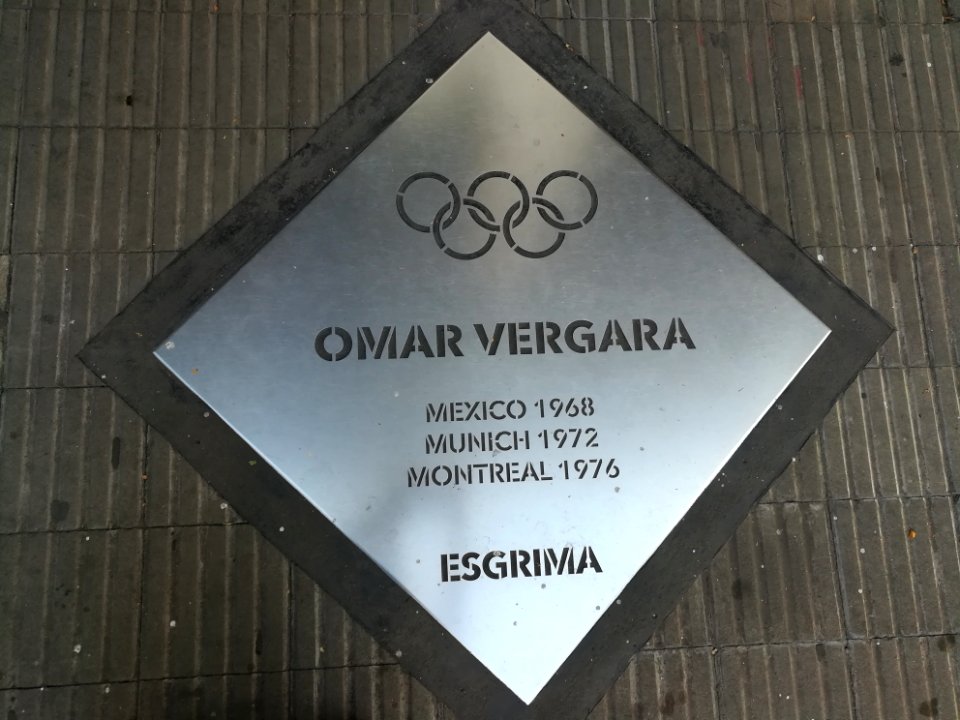 OMAR VERGARA
MEXICO 1968
MUNICH 1972
MONTREAL 1976
ESGRIMA